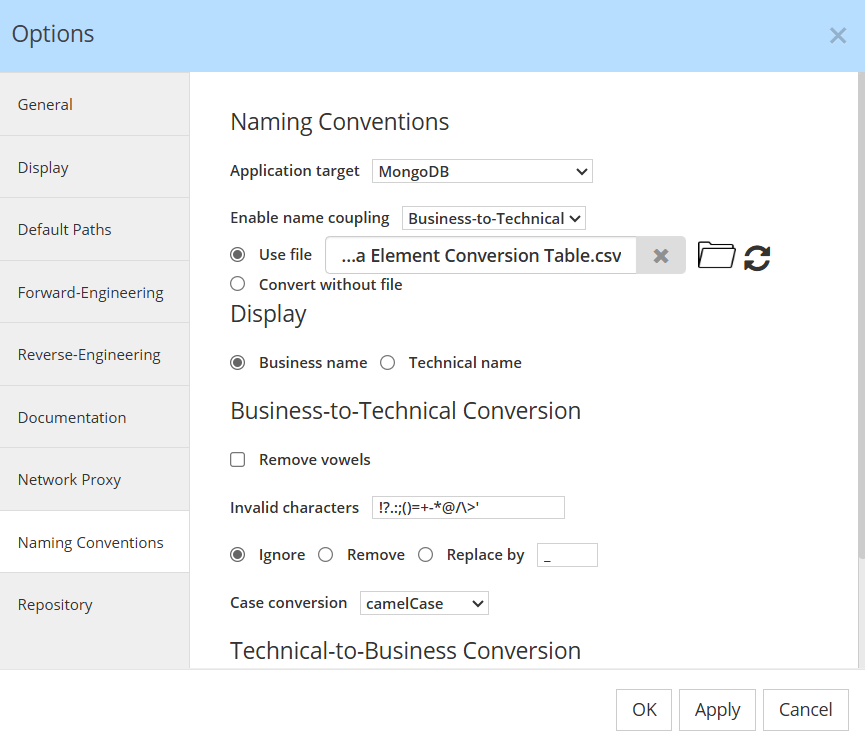 Options
General
Display
Default Paths
Forward-Engineering
Reverse-Engineering
Documentation
Network Proxy
Naming Conventions
Repository
Naming Conventions
Application target MongoDB
Enable name coupling Business-to-Technical
Use file ...a Element Conversion Table.csv
Convert without file
Display
Business name Technical name
Business-to-Technical Conversion
Remove vowels
Invalid characters !?.:;()=+-*@/\>'
Ignore Remove Replace by _
Case conversion camelCase
Technical-to-Business Conversion
OK Apply Cancel